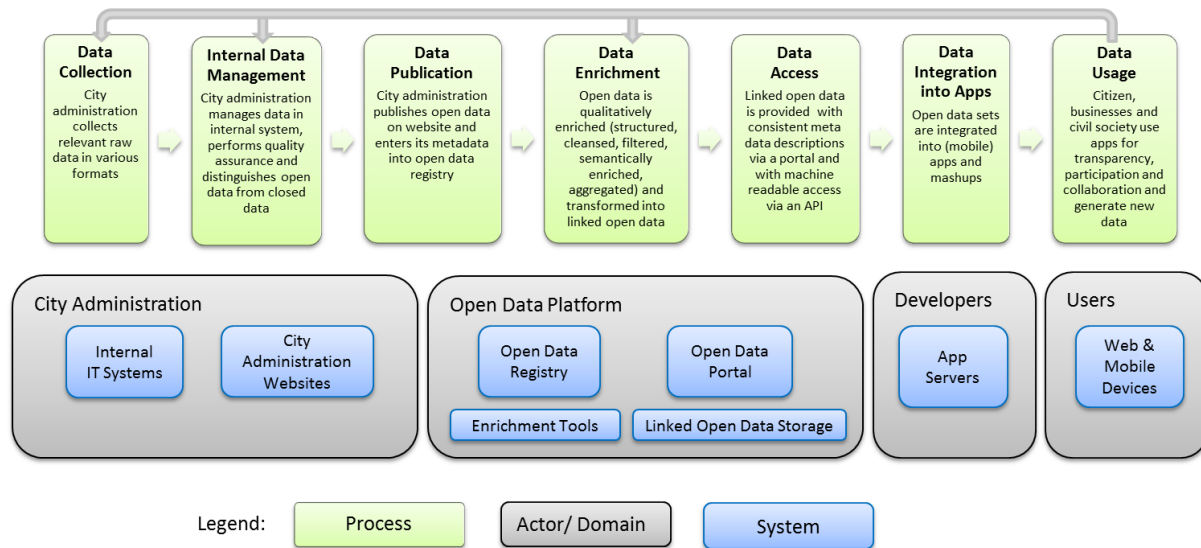 Data
Collection
City
administration
collects
relevant raw
data in various
formats
Internal Data
Management
City administration
manages data in
internal system,
performs quality
assurance and
distinguishes open
data from closed
data
Data
Publication
City administration
publishes open data
on website and
enters its metadata
into open data
registry
Data
Enrichment
Open data is
qualitatively
enriched (structured,
cleansed, filtered,
semantically
enriched,
aggregated) and
transformed into
linked open data
Data
Access
Linked open data
is provided with
consistent meta
data descriptions
via a portal and
with machine
readable access
via an API
Data
Integration
into Apps
Open data sets
are integrated
into (mobile)
apps and
mashups
Data
Usage
Citizen,
businesses and
civil society use
apps for
transparency,
participation and
collaboration and
generate new
data
City Administration
Internal
IT Systems
City
Administration
Websites
Open Data Platform
Open Data
Registry
Open Data
Portal
Enrichment Tools
Linked Open Data Storage
Developers
App
Servers
Users
Web &
Mobile
Devices
Legend:
Process
Actor/ Domain
System